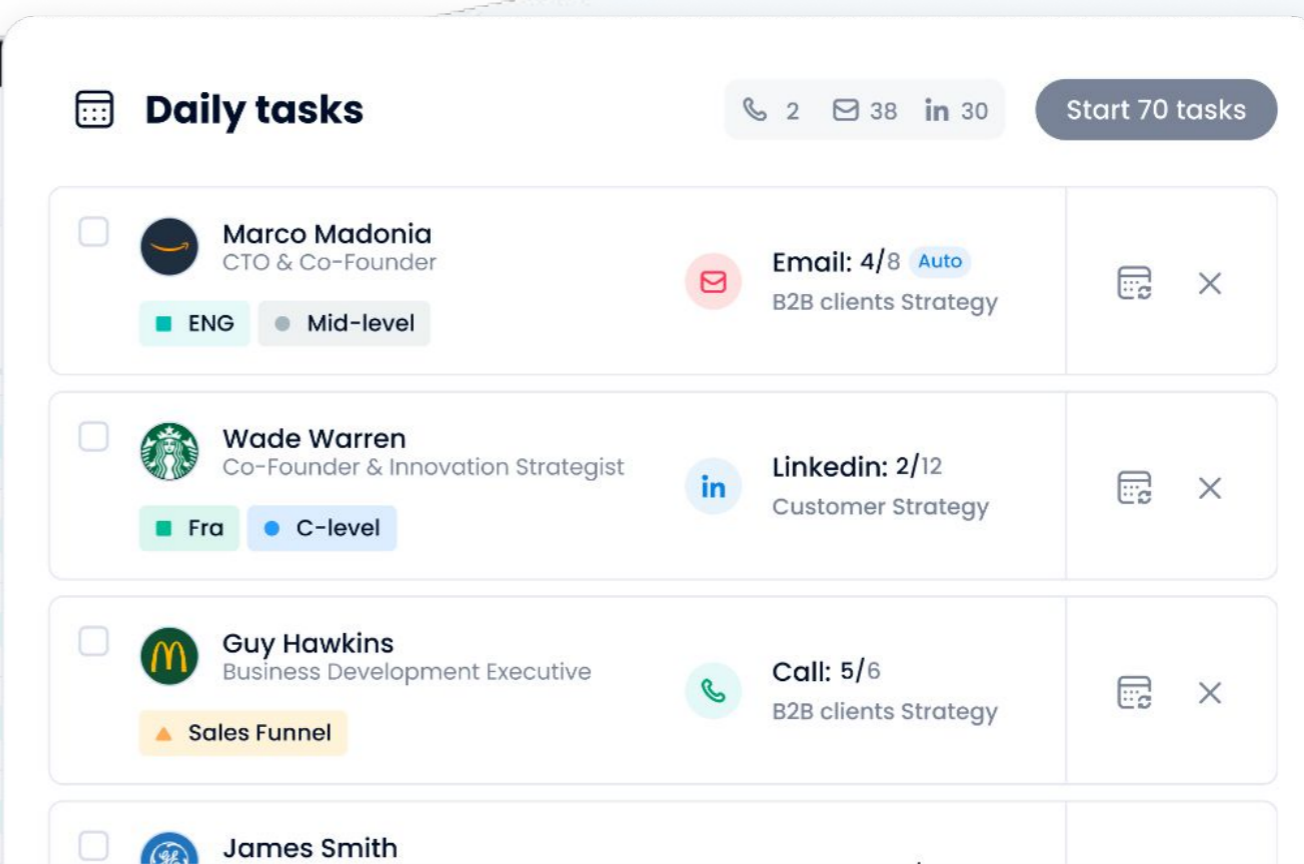 Daily tasks
2 38 in 30
Start 70 tasks
Marco Madonia
CTO & Co-Founder
ENG Mid-level
Email: 4/8 Auto
B2B clients Strategy
Wade Warren
Co-Founder & Innovation Strategist
Fra C-level
in
Linkedin: 2/12
Customer Strategy
Guy Hawkins
Business Development Executive
Sales Funnel
Call: 5/6
B2B clients Strategy
James Smith